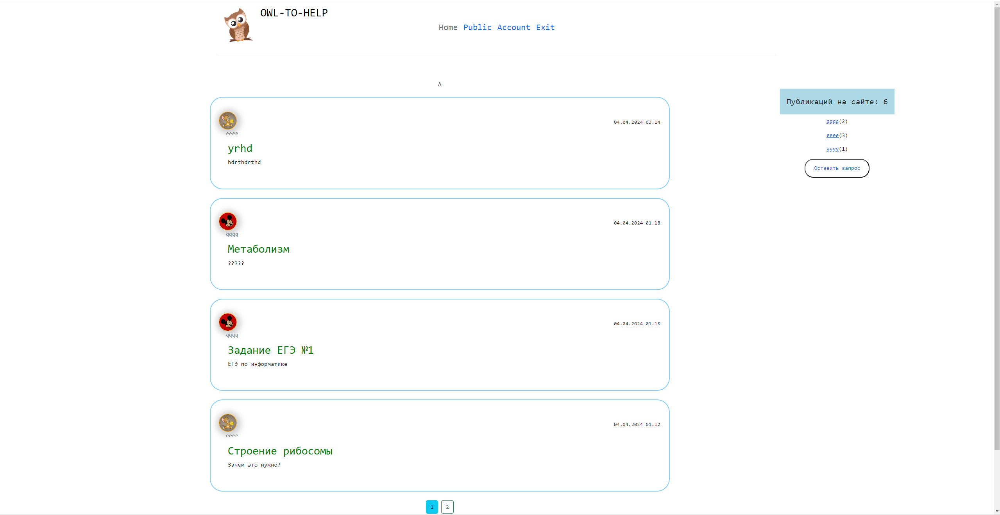 OWL-TO-HELP
Home Public Account Exit
A
04.04.2024 03.14
eeee
yrhd
hdrthdrthd
04.04.2024 01.18
qqqq
Метаболизм
?????
04.04.2024 01.18
qqqq
Задание ЕГЭ №1
ЕГЭ по информатике
04.04.2024 01.12
eeee
Строение рибосомы
Зачем это нужно?
1 2
Публикаций на сайте: 6
qqqq(2)
eeee(3)
yyyy(1)
Оставить запрос